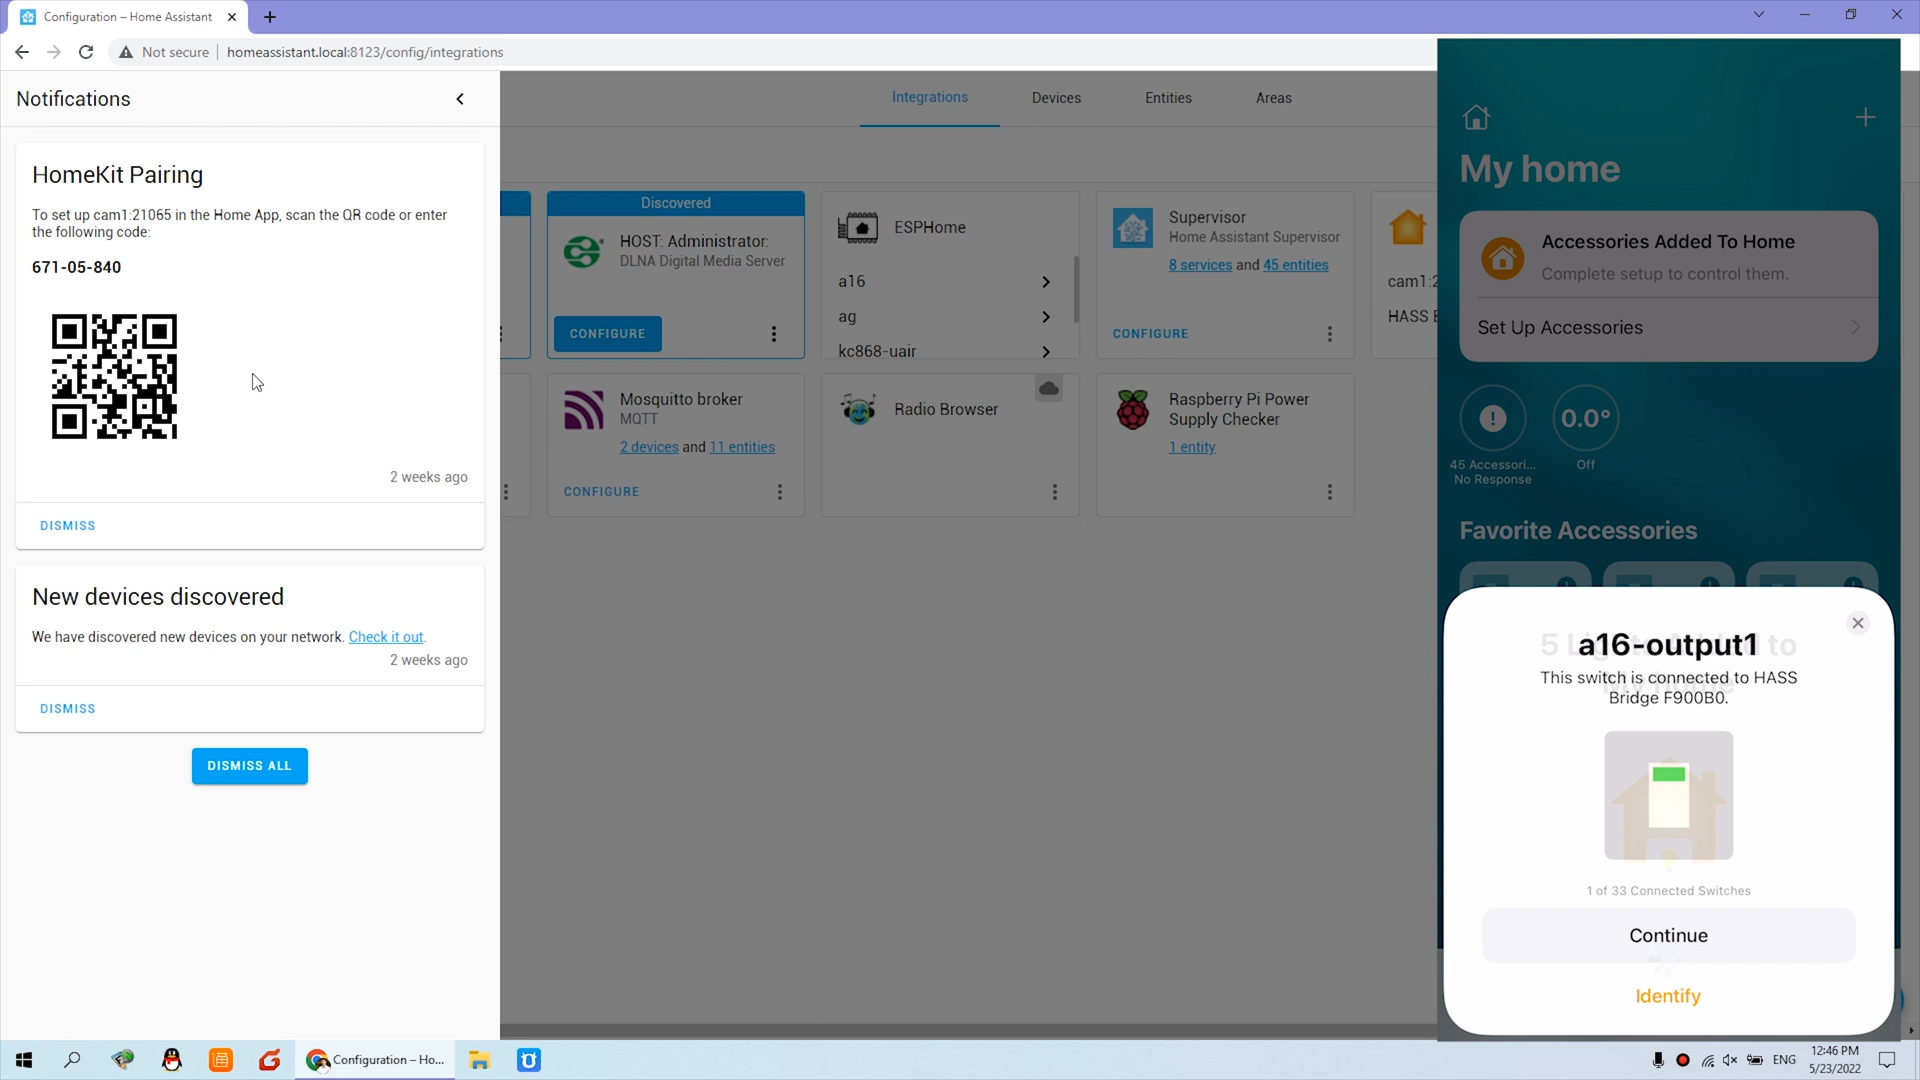 Configuration – Home Assistant
Not secure
homeassistant.local:8123/config/integrations
Notifications
HomeKit Pairing
To set up cam1:21065 in the Home App, scan the QR code or enter
the following code:
671-05-840
2 weeks ago
DISMISS
New devices discovered
We have discovered new devices on your network. Check it out.
2 weeks ago
DISMISS
DISMISS ALL
Integrations
Devices
Entities
Areas
Discovered
HOST: Administrator:
DLNA Digital Media Server
CONFIGURE
ESPHome
a16
ag
kc868-uair
Supervisor
Home Assistant Supervisor
8 services and 45 entities
CONFIGURE
cam1:2
HASS
Mosquitto broker
MQTT
2 devices and 11 entities
CONFIGURE
Radio Browser
Raspberry Pi Power
Supply Checker
1 entity
My home
Accessories Added To Home
Complete setup to control them.
Set Up Accessories
0.0°
45 Accessori...
No Response
Off
Favorite Accessories
a16-output1
This switch is connected to HASS
Bridge F900B0.
1 of 33 Connected Switches
Continue
Identify
Configuration – Ho...
ENG
12:46 PM
5/23/2022